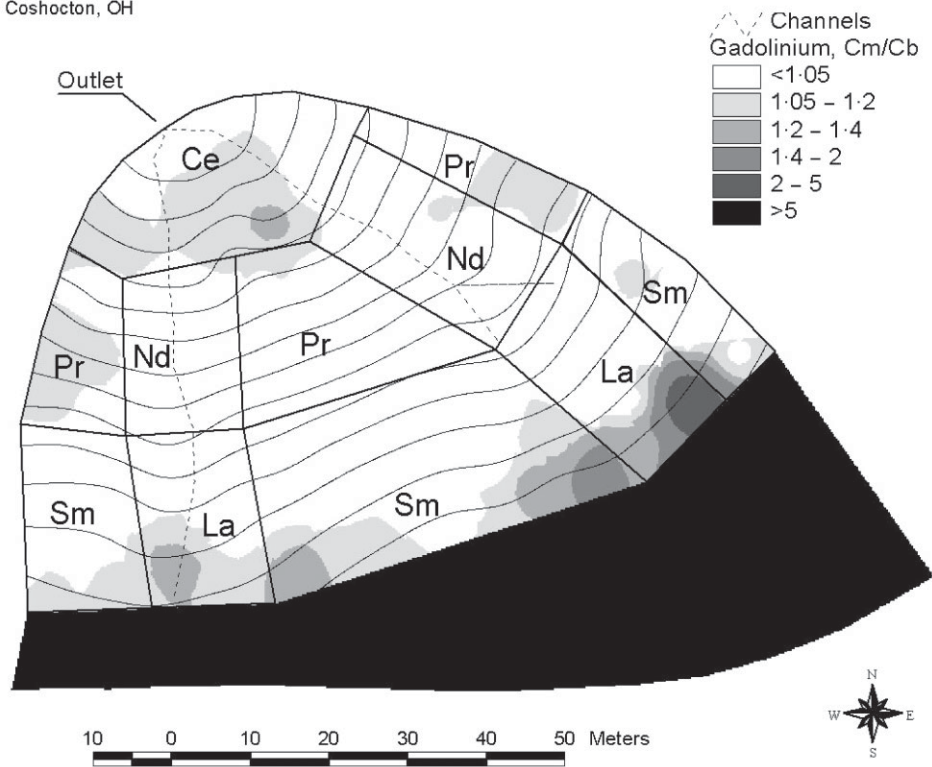 Coshocton, OH
Channels
Gadolinium, Cm/Cb
<1·05
1·05 – 1·2
1·2 – 1·4
1·4 – 2
2 – 5
>5
Outlet
Ce
Pr
Nd
Sm
Pr
Nd
Pr
La
Sm
La
Sm
N
W E
S
10 0 10 20 30 40 50 Meters